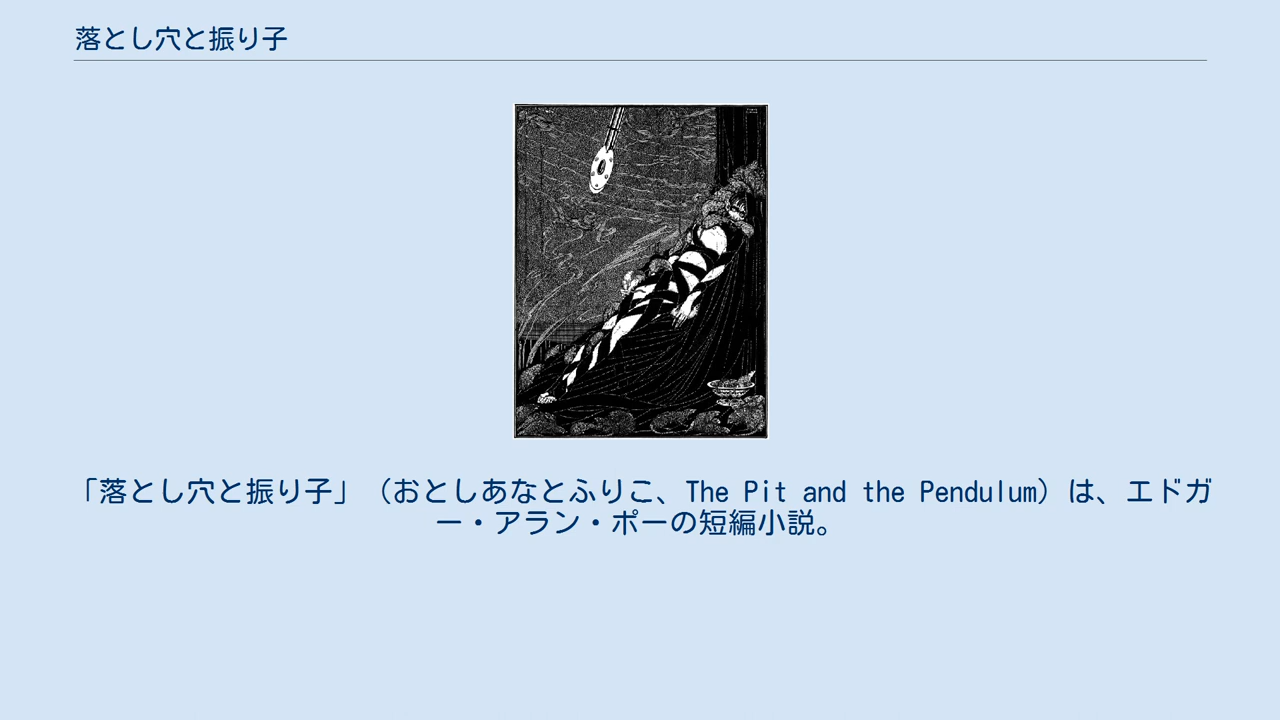 落とし穴と振り子
「落とし穴と振り子」（おとしあなとふりこ、The Pit and the Pendulum）は、エドガ
ー・アラン・ポーの短編小説。